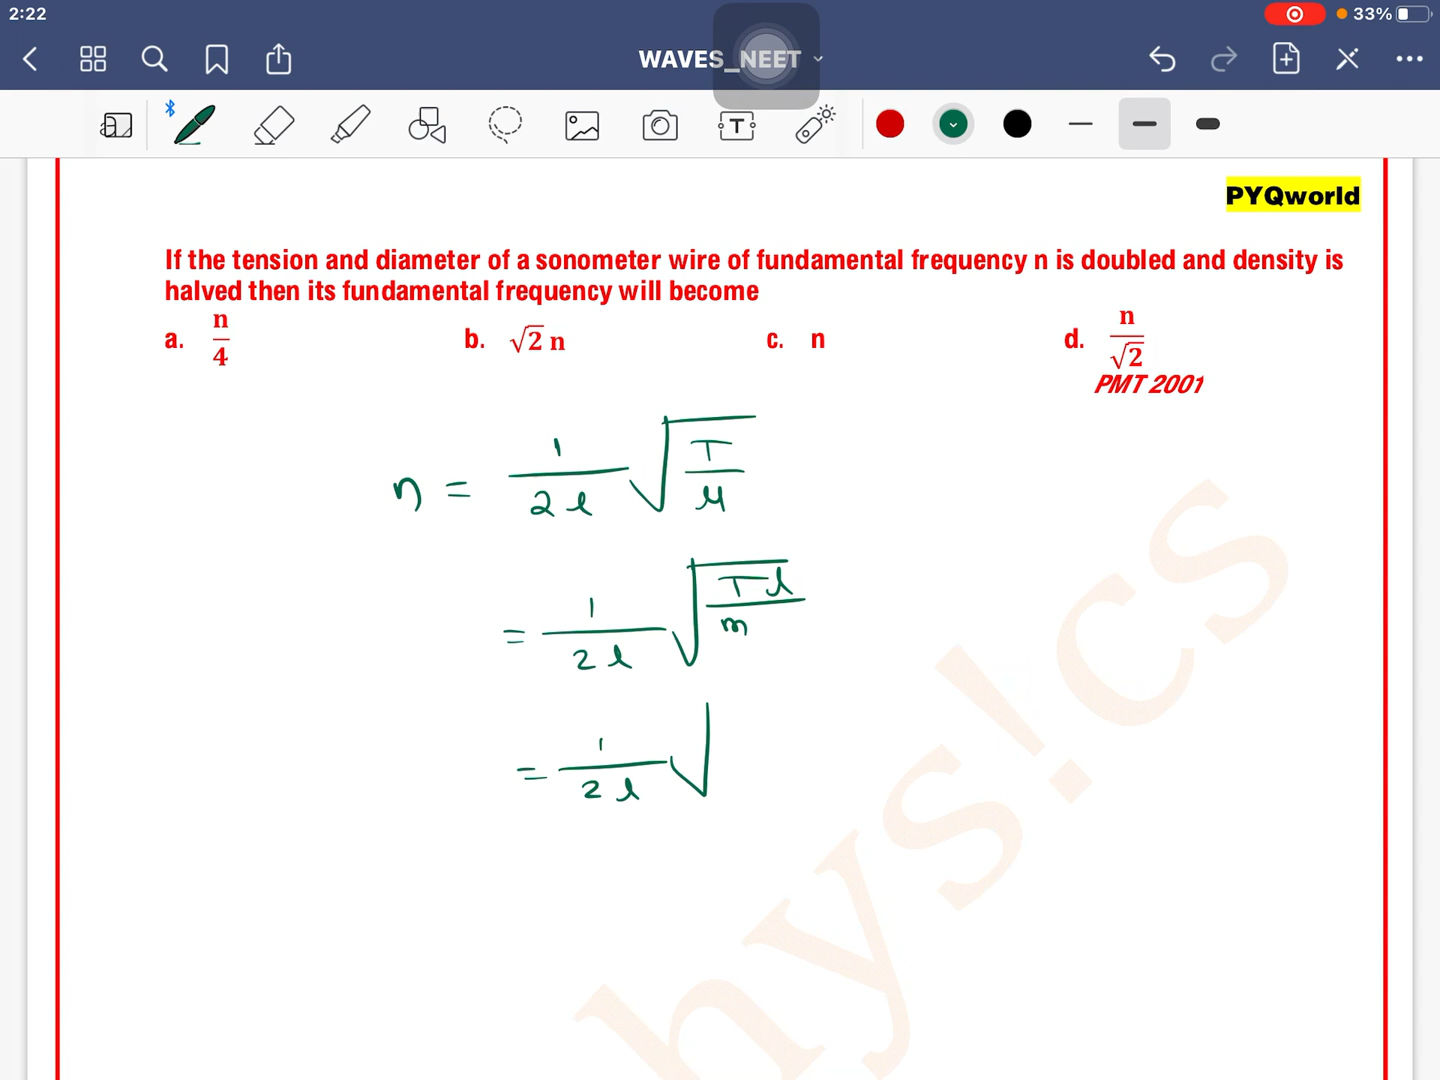 2:22
33%
WAVES_NEET
T
PYQworld
If the tension and diameter of a sonometer wire of fundamental frequency n is doubled and density is
halved then its fundamental frequency will become
a. n/4 b. √2 n c. n d. n/√2
PMT 2001
n = 1/2l √T/μ
= 1/2l √Tl/m
= 1/2l √
hys!cs